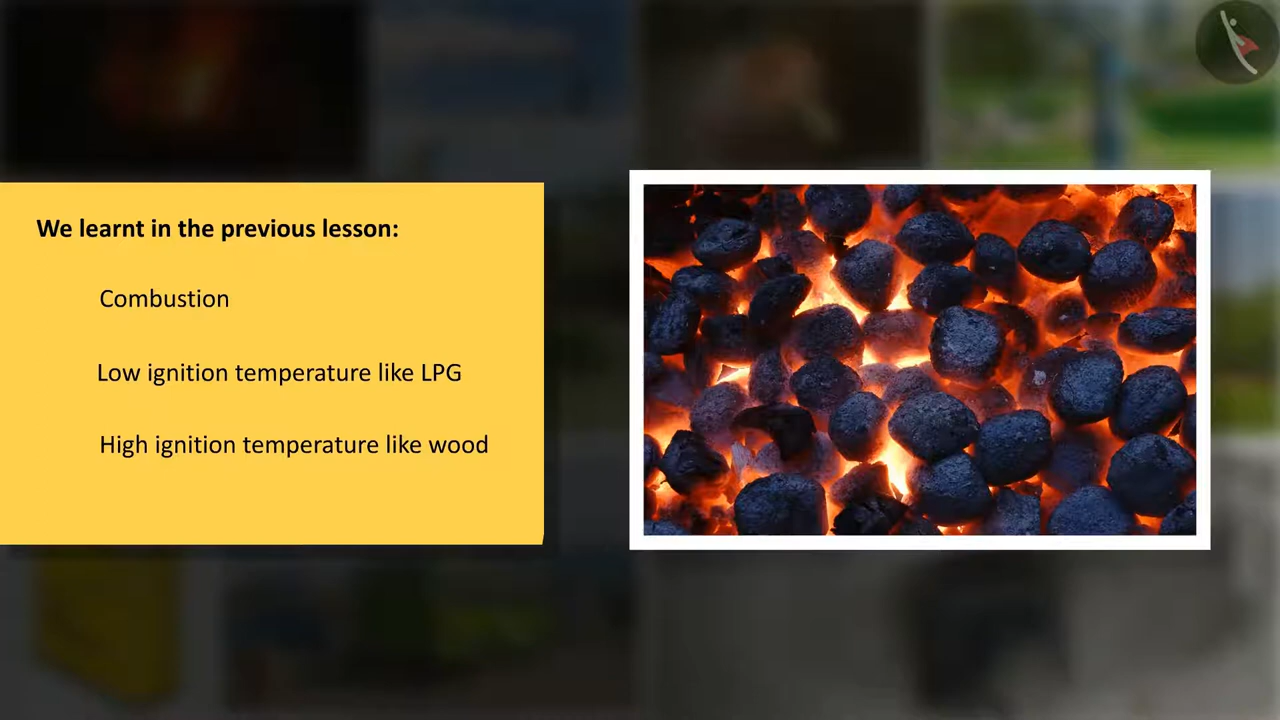 We learnt in the previous lesson:
Combustion
Low ignition temperature like LPG
High ignition temperature like wood